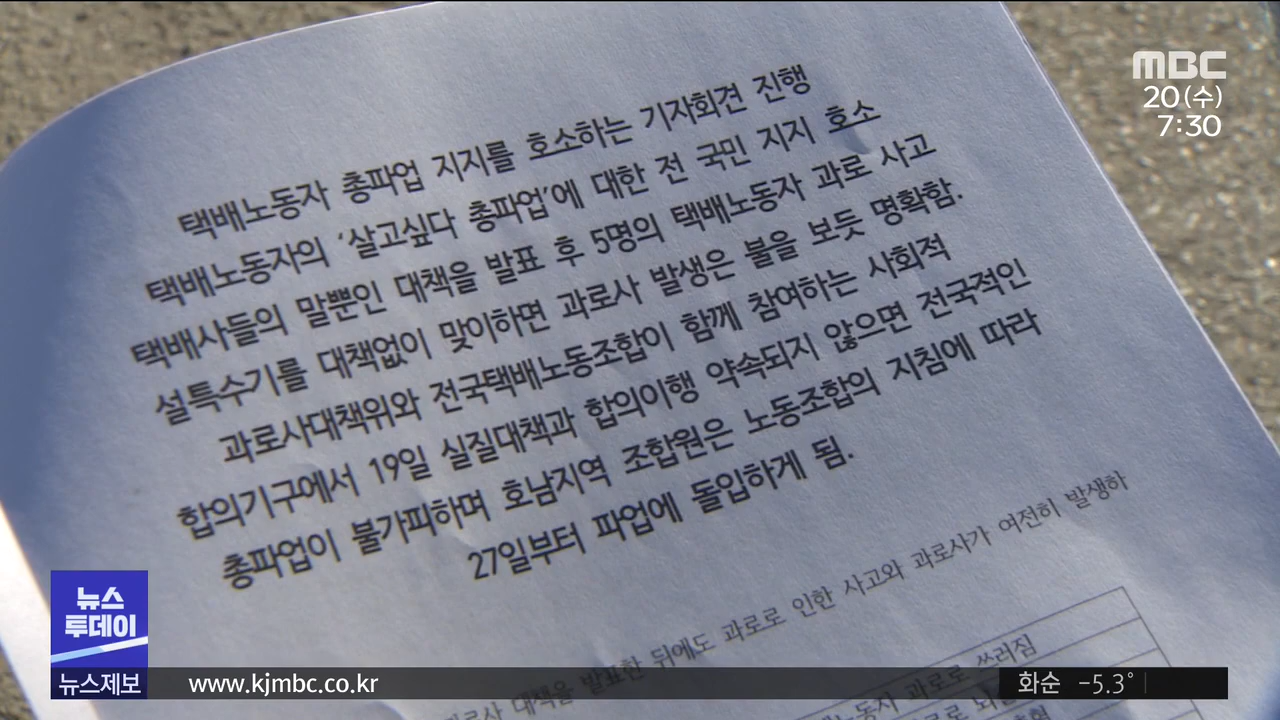 MBC
20(수)
7:30
택배노동자 총파업 지지를 호소하는 기자회견 진행
택배노동자의 '살고싶다 총파업'에 대한 전 국민 지지 호소
택배사들의 말뿐인 대책을 발표 후 5명의 택배노동자 과로 사고
설특수기를 대책없이 맞이하면 과로사 발생은 불을 보듯 명확함.
과로사대책위와 전국택배노동조합이 함께 참여하는 사회적
합의기구에서 19일 실질대책과 합의이행 약속되지 않으면 전국적인
총파업이 불가피하며 호남지역 조합원은 노동조합의 지침에 따라
27일부터 파업에 돌입하게 됨.
과로사 대책을 발표한 뒤에도 과로로 인한 사고와 과로사가 여전히 발생하
노동자 과로로 쓰러짐
뉴스
투데이
뉴스제보
www.kjmbc.co.kr
화순 -5.3°